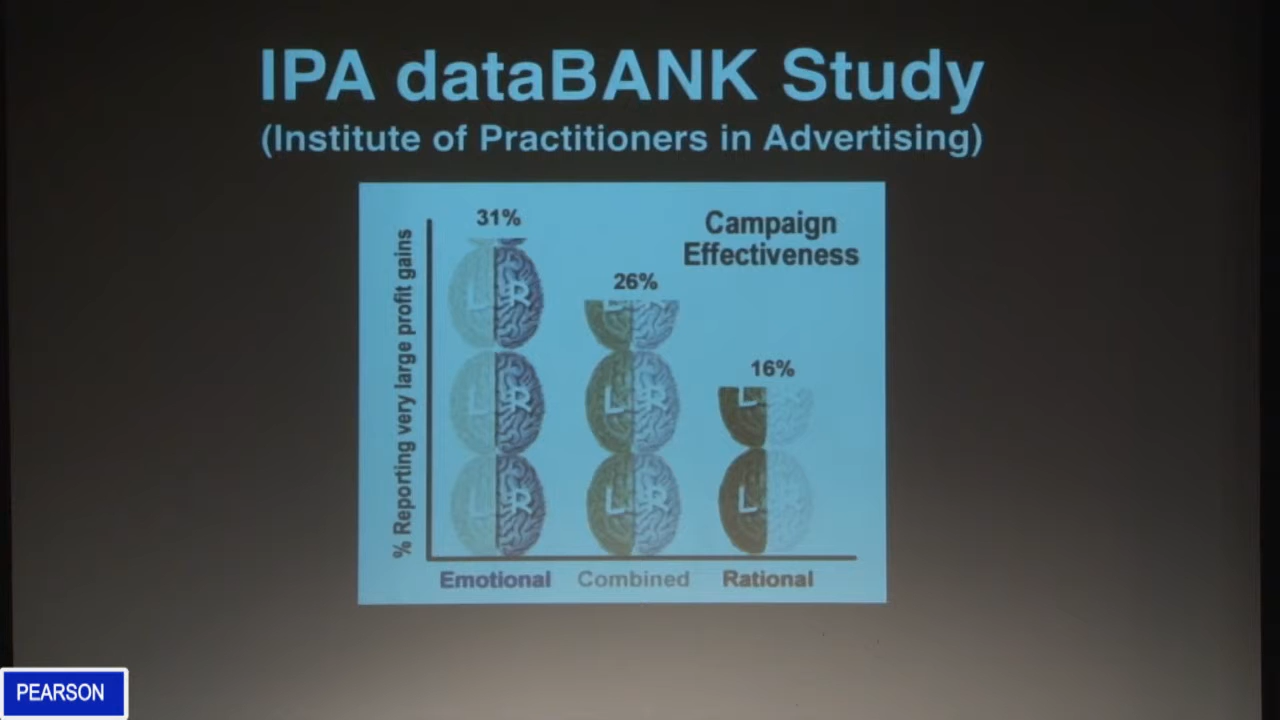 IPA dataBANK Study
(Institute of Practitioners in Advertising)
31%
Campaign
Effectiveness
26%
16%
% Reporting very large profit gains
L R
L R
L R
L R
L R
L R
L R
L R
Emotional Combined Rational
PEARSON